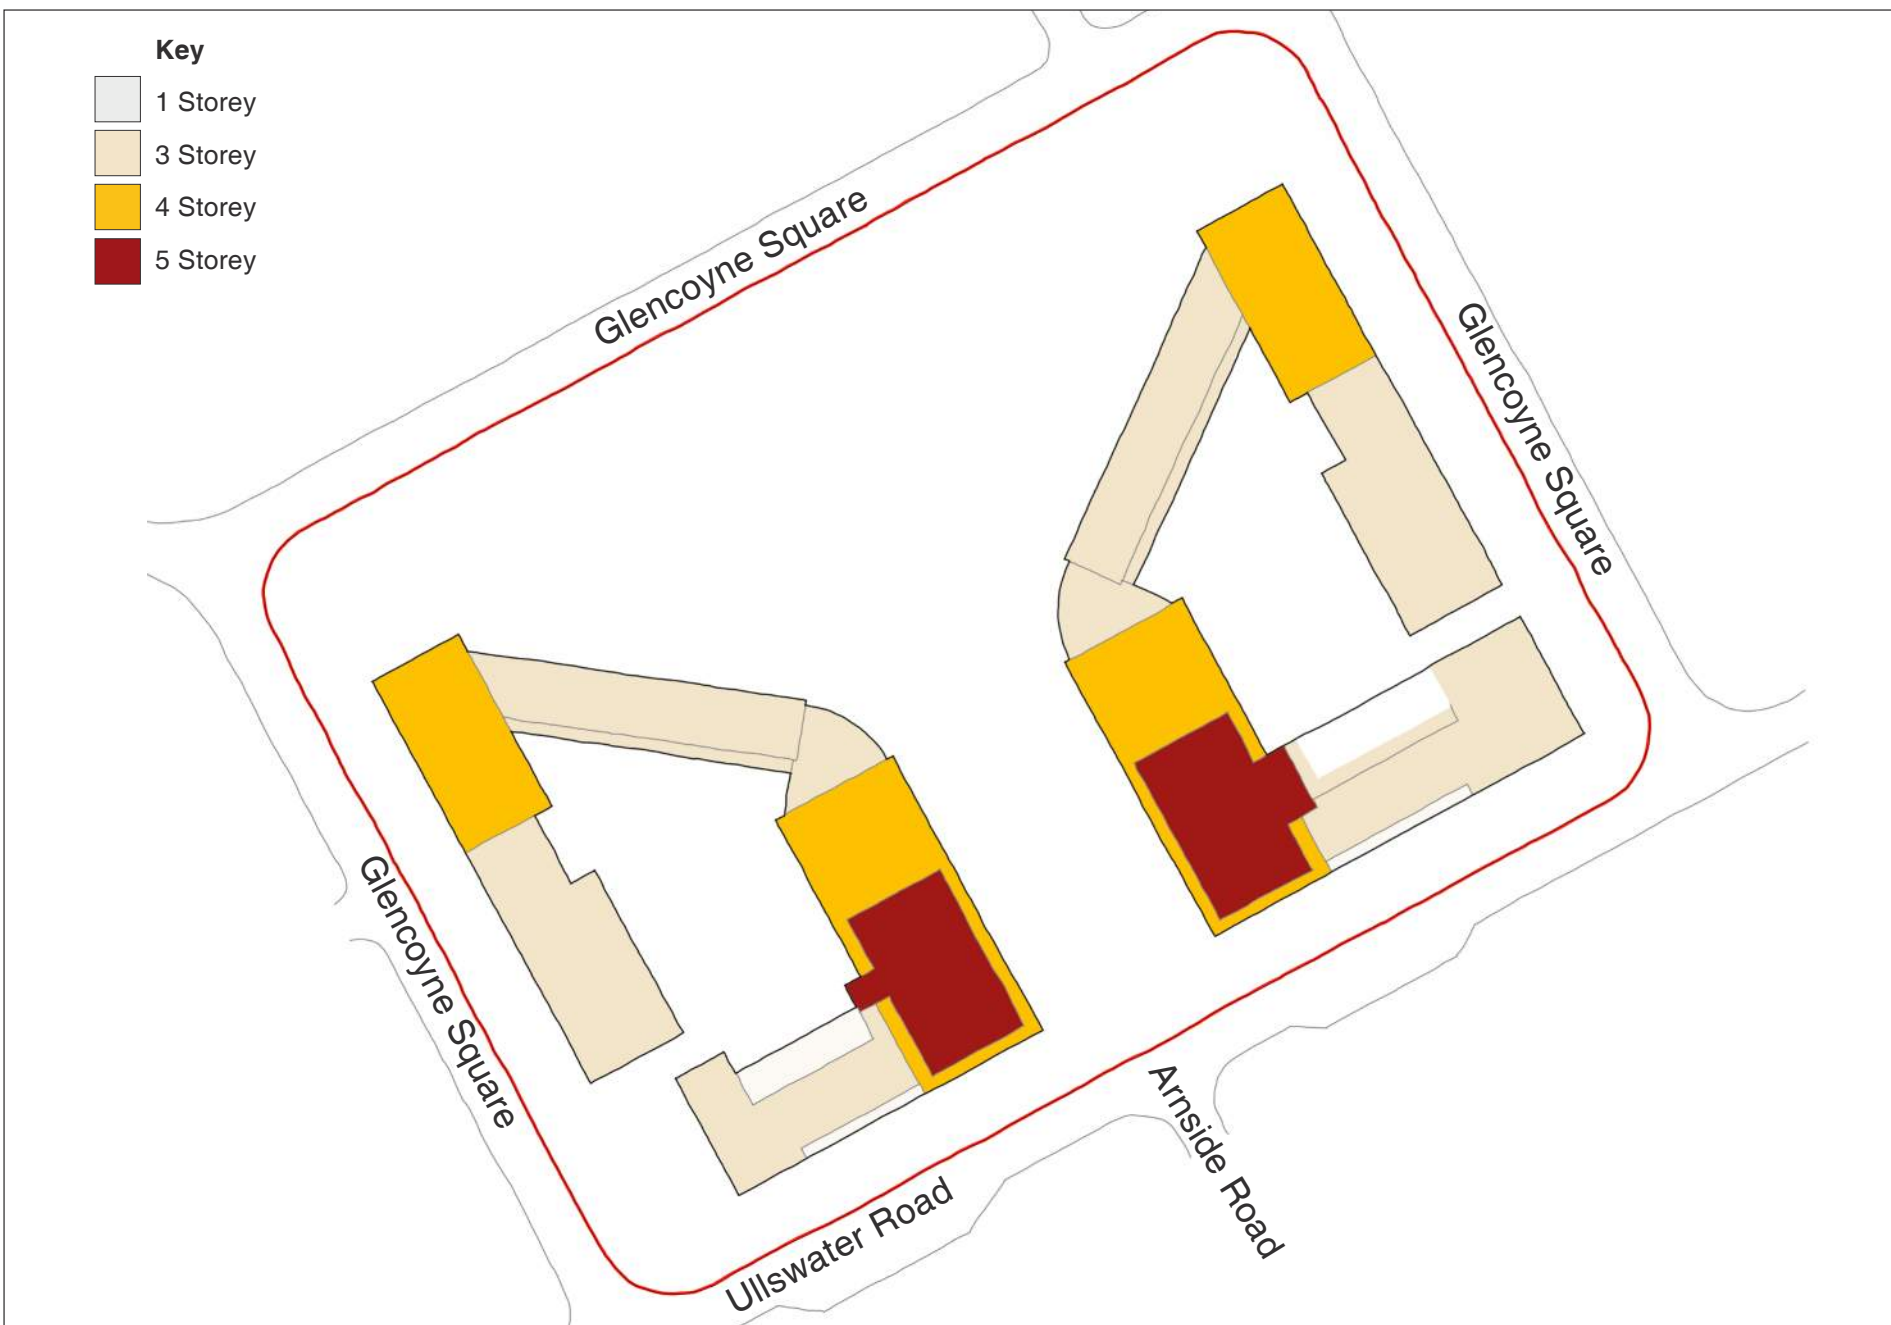 Key
1 Storey
3 Storey
4 Storey
5 Storey
Glencoyne Square
Glencoyne Square
Glencoyne Square
Ullswater Road
Arnside Road